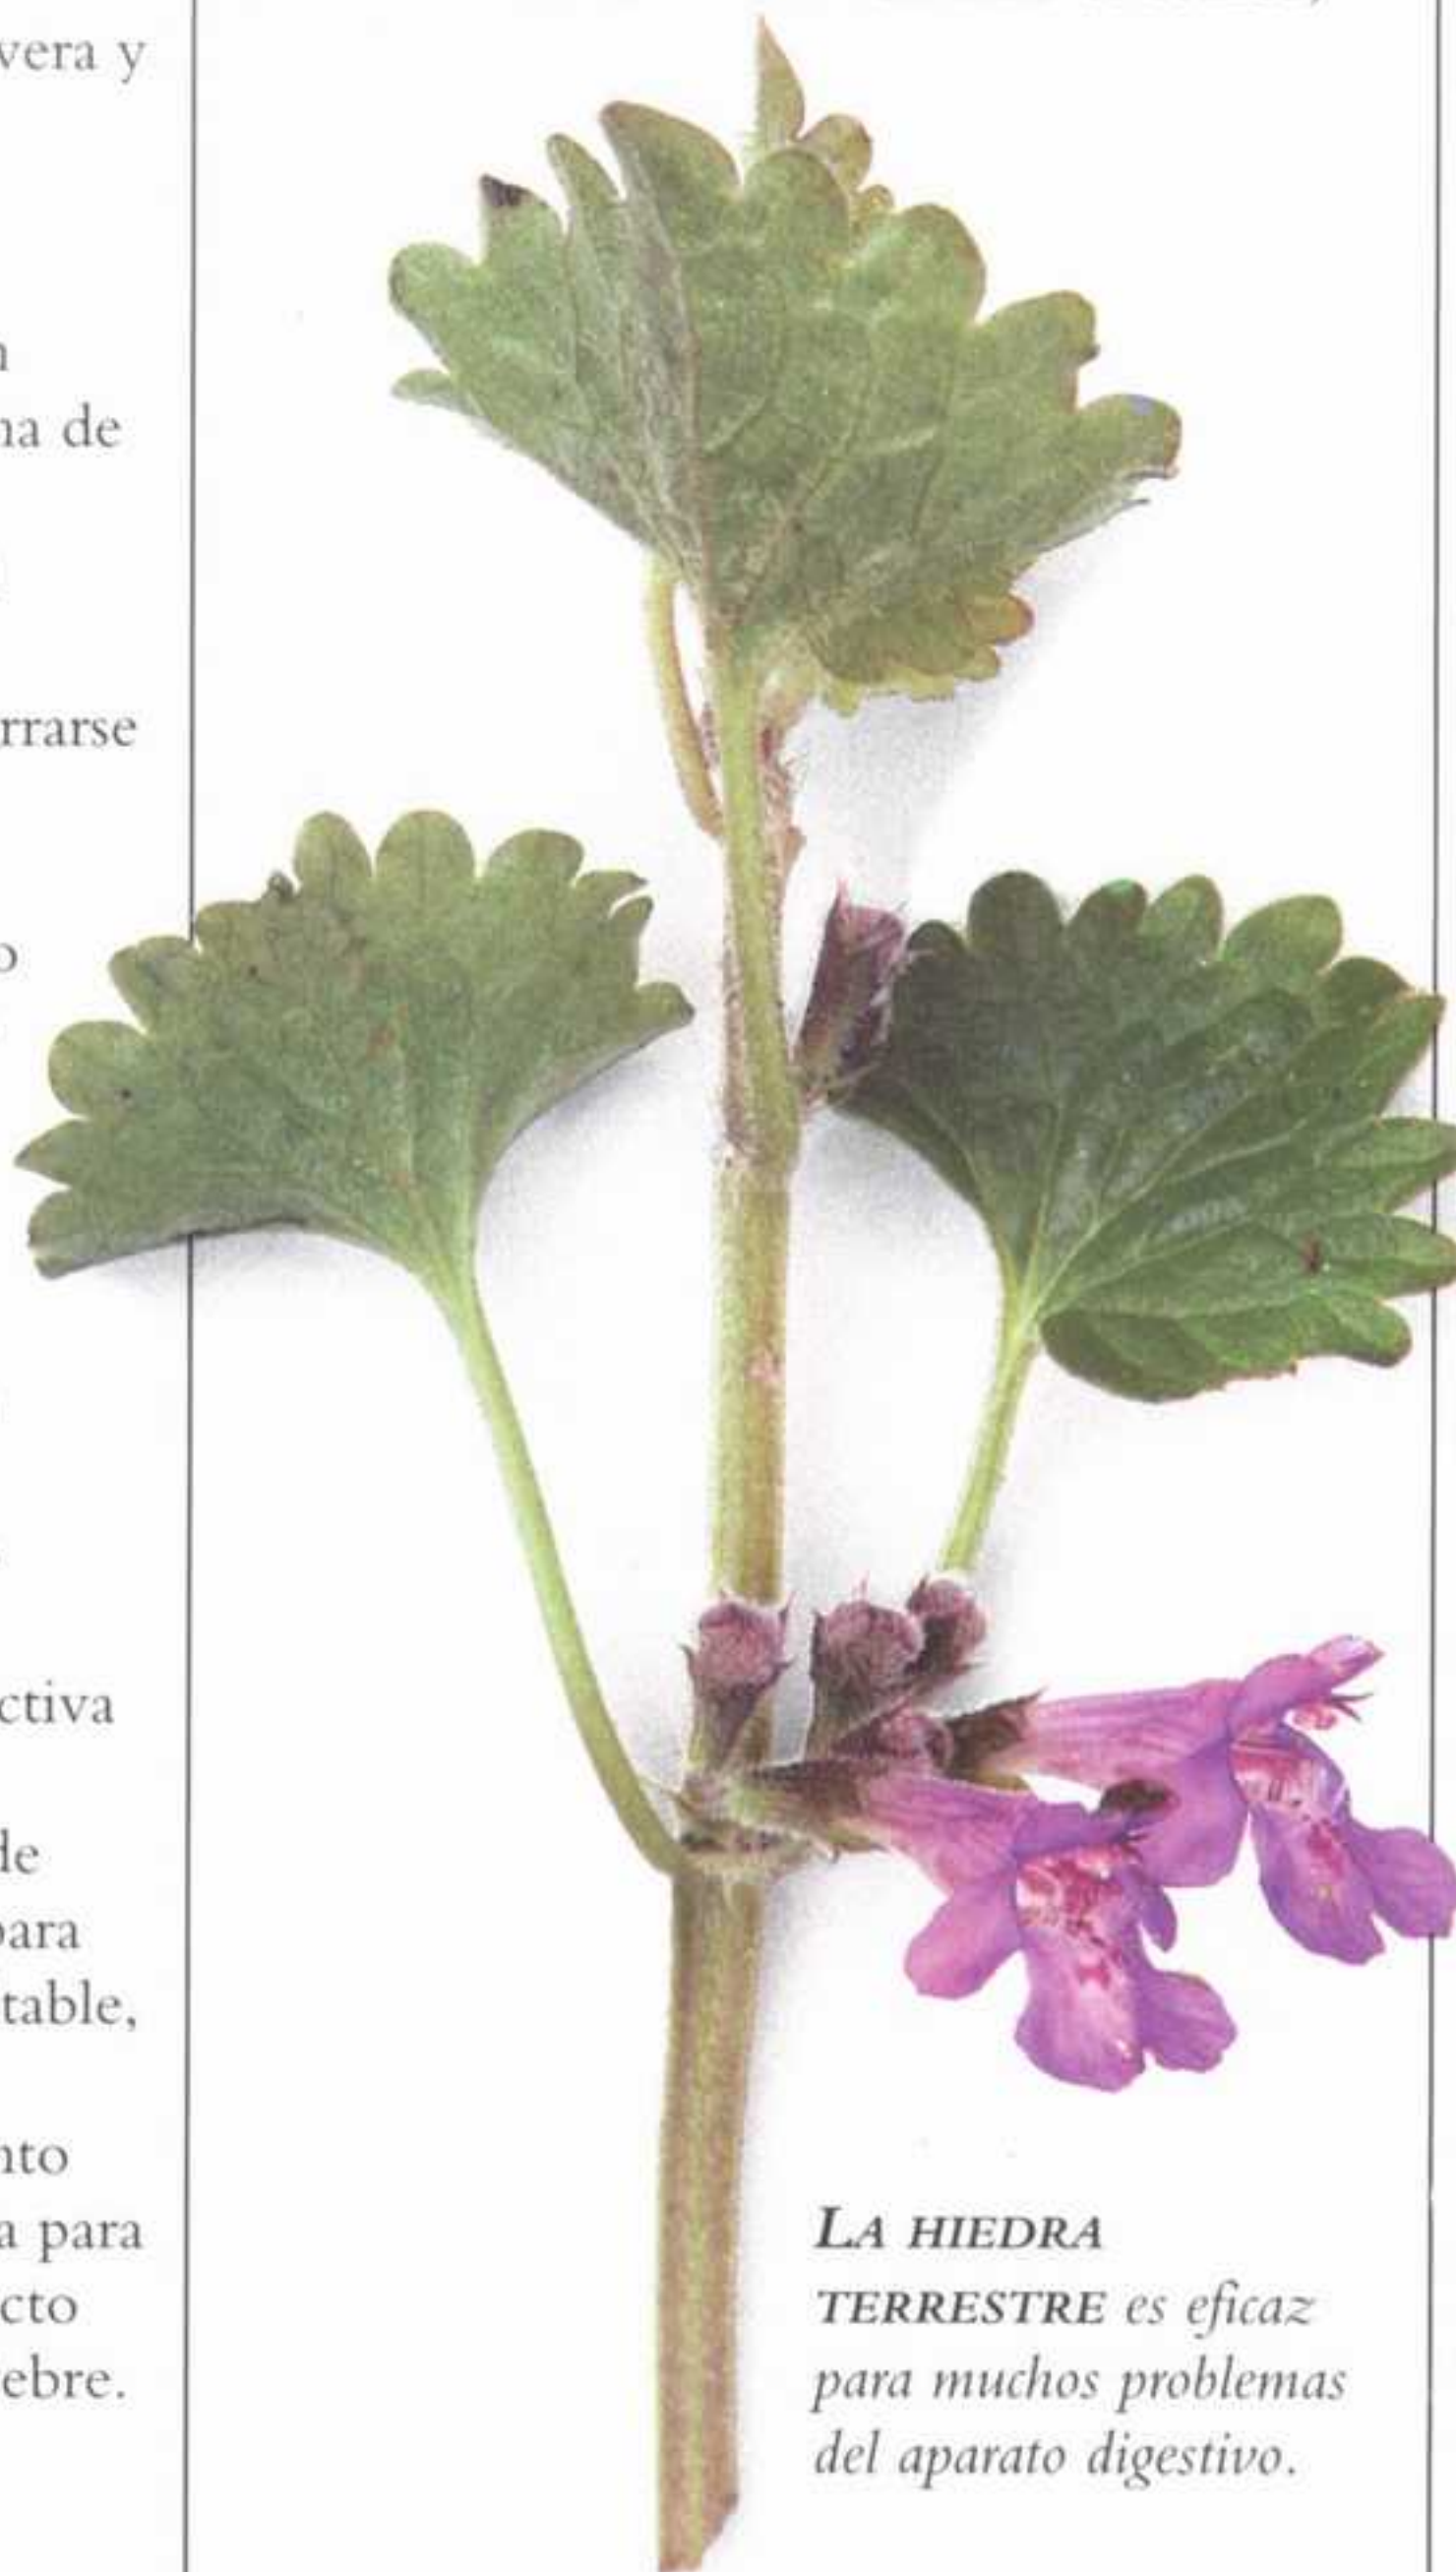 vera y
na de
rrarse
o
ctiva
de
para
table,
nto
a para
cto
ebre.
LA HIEDRA
TERRESTRE es eficaz
para muchos problemas
del aparato digestivo.